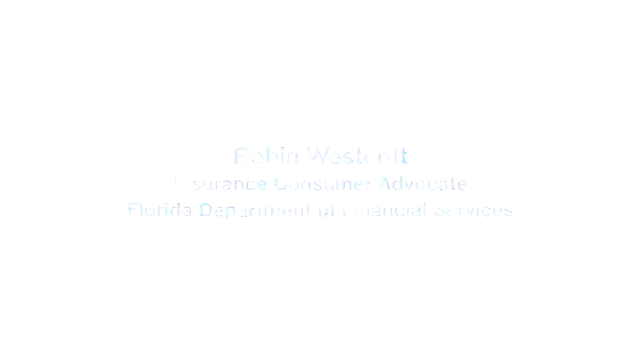 Robin Westcott
Insurance Consumer Advocate
Florida Department of Financial Services